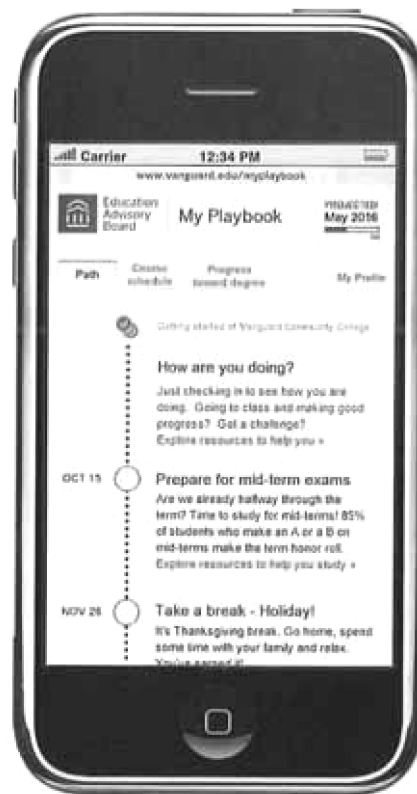 Carrier 12:34 PM
www.vanguard.edu/myplaybook
Education
Advisory
Board
My Playbook
PROJECTED
May 2016
Path
Course
schedule
Progress
toward degree
My Profile
Getting started at Vanguard Community College
How are you doing?
Just checking in to see how you are
doing. Going to class and making good
progress? Got a challenge?
Explore resources to help you »
OCT 15
Prepare for mid-term exams
Are we already halfway through the
term? Time to study for mid-terms! 85%
of students who make an A or a B on
mid-terms make the term honor roll.
Explore resources to help you study »
NOV 26
Take a break - Holiday!
It's Thanksgiving break. Go home, spend
some time with your family and relax.
You've earned it!